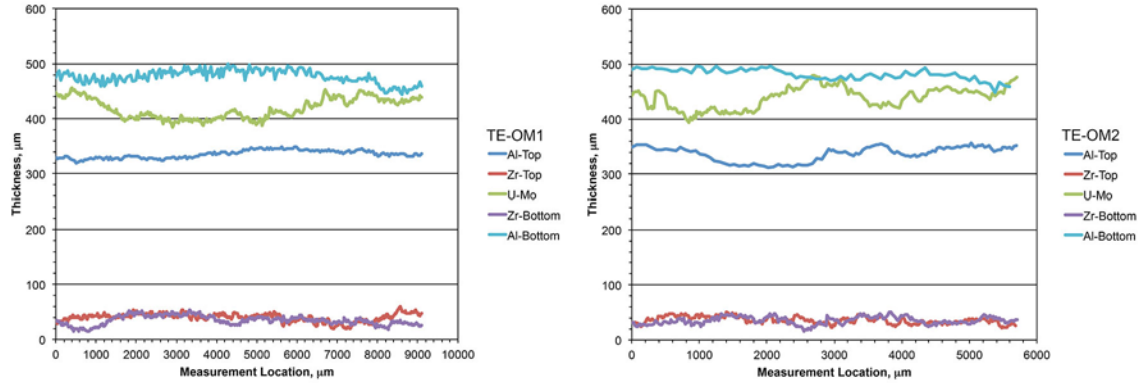 600
500
400
300
200
100
0
Thickness, µm
0 1000 2000 3000 4000 5000 6000 7000 8000 9000 10000
Measurement Location, µm
TE-OM1
Al-Top
Zr-Top
U-Mo
Zr-Bottom
Al-Bottom
600
500
400
300
200
100
0
Thickness, µm
0 1000 2000 3000 4000 5000 6000
Measurement Location, µm
TE-OM2
Al-Top
Zr-Top
U-Mo
Zr-Bottom
Al-Bottom